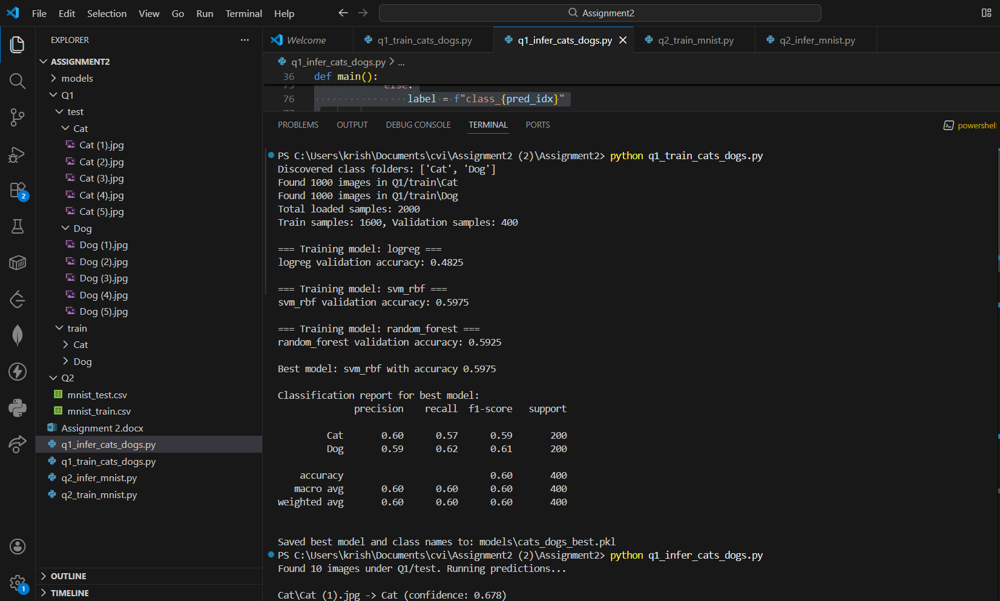 File Edit Selection View Go Run Terminal Help
Assignment2
EXPLORER
ASSIGNMENT2
models
Q1
test
Cat
Cat (1).jpg
Cat (2).jpg
Cat (3).jpg
Cat (4).jpg
Cat (5).jpg
Dog
Dog (1).jpg
Dog (2).jpg
Dog (3).jpg
Dog (4).jpg
Dog (5).jpg
train
Cat
Dog
Q2
mnist_test.csv
mnist_train.csv
Assignment 2.docx
q1_infer_cats_dogs.py
q1_train_cats_dogs.py
q2_infer_mnist.py
q2_train_mnist.py
OUTLINE
TIMELINE
2
1
Welcome q1_train_cats_dogs.py q1_infer_cats_dogs.py q2_train_mnist.py q2_infer_mnist.py
q1_infer_cats_dogs.py > ...
36 def main():
75 else:
76 label = f"class_{pred_idx}"
77
PROBLEMS OUTPUT DEBUG CONSOLE TERMINAL PORTS
powershell
PS C:\Users\krish\Documents\cvi\Assignment2 (2)\Assignment2> python q1_train_cats_dogs.py
Discovered class folders: ['Cat', 'Dog']
Found 1000 images in Q1/train\Cat
Found 1000 images in Q1/train\Dog
Total loaded samples: 2000
Train samples: 1600, Validation samples: 400
=== Training model: logreg ===
logreg validation accuracy: 0.4825
=== Training model: svm_rbf ===
svm_rbf validation accuracy: 0.5975
=== Training model: random_forest ===
random_forest validation accuracy: 0.5925
Best model: svm_rbf with accuracy 0.5975
Classification report for best model:
precision recall f1-score support
Cat 0.60 0.57 0.59 200
Dog 0.59 0.62 0.61 200
accuracy 0.60 400
macro avg 0.60 0.60 0.60 400
weighted avg 0.60 0.60 0.60 400
Saved best model and class names to: models\cats_dogs_best.pkl
PS C:\Users\krish\Documents\cvi\Assignment2 (2)\Assignment2> python q1_infer_cats_dogs.py
Found 10 images under Q1/test. Running predictions...
Cat\Cat (1).jpg -> Cat (confidence: 0.678)